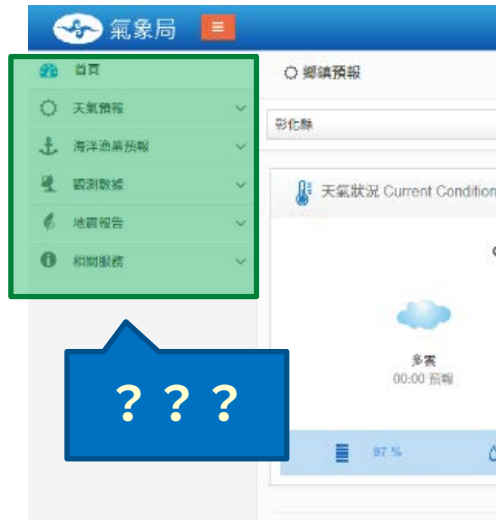 氣象局
首頁
天氣預報
海洋漁業預報
觀測數據
地震報告
相關服務
鄉鎮預報
彰化縣
天氣狀況 Current Condition
多雲
00:00 預報
97 %
？？？